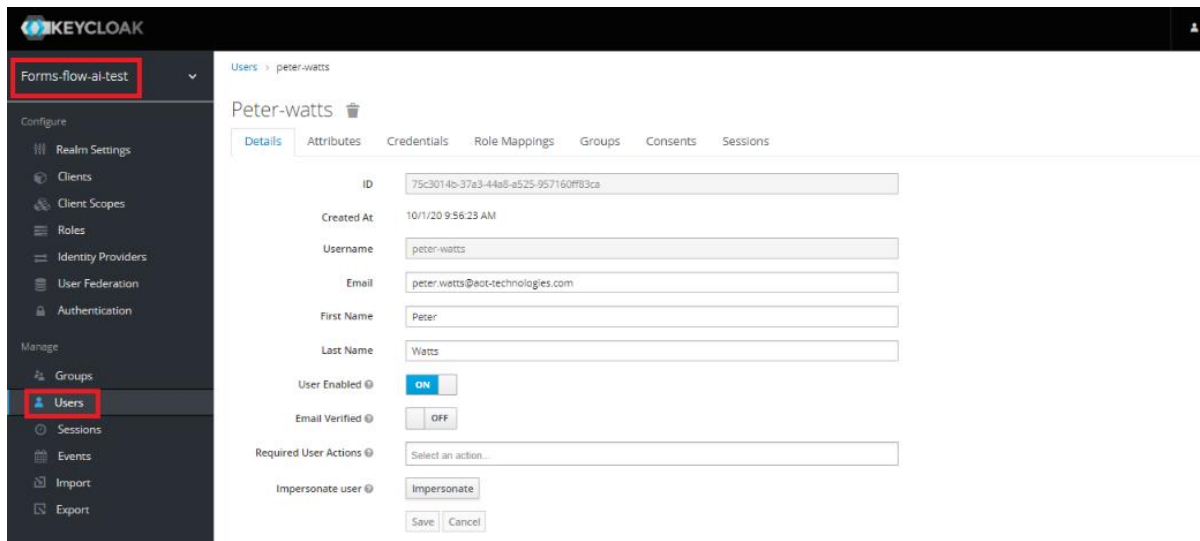 KEYCLOAK
Forms-flow-ai-test
Configure
Realm Settings
Clients
Client Scopes
Roles
Identity Providers
User Federation
Authentication
Manage
Groups
Users
Sessions
Events
Import
Export
Users > peter-watts
Peter-watts
Details Attributes Credentials Role Mappings Groups Consents Sessions
ID 75c3014b-37a3-44a8-a525-957160ff83ca
Created At 10/1/20 9:56:23 AM
Username peter-watts
Email peter.watts@aot-technologies.com
First Name Peter
Last Name Watts
User Enabled ON
Email Verified OFF
Required User Actions Select an action...
Impersonate user Impersonate
Save Cancel